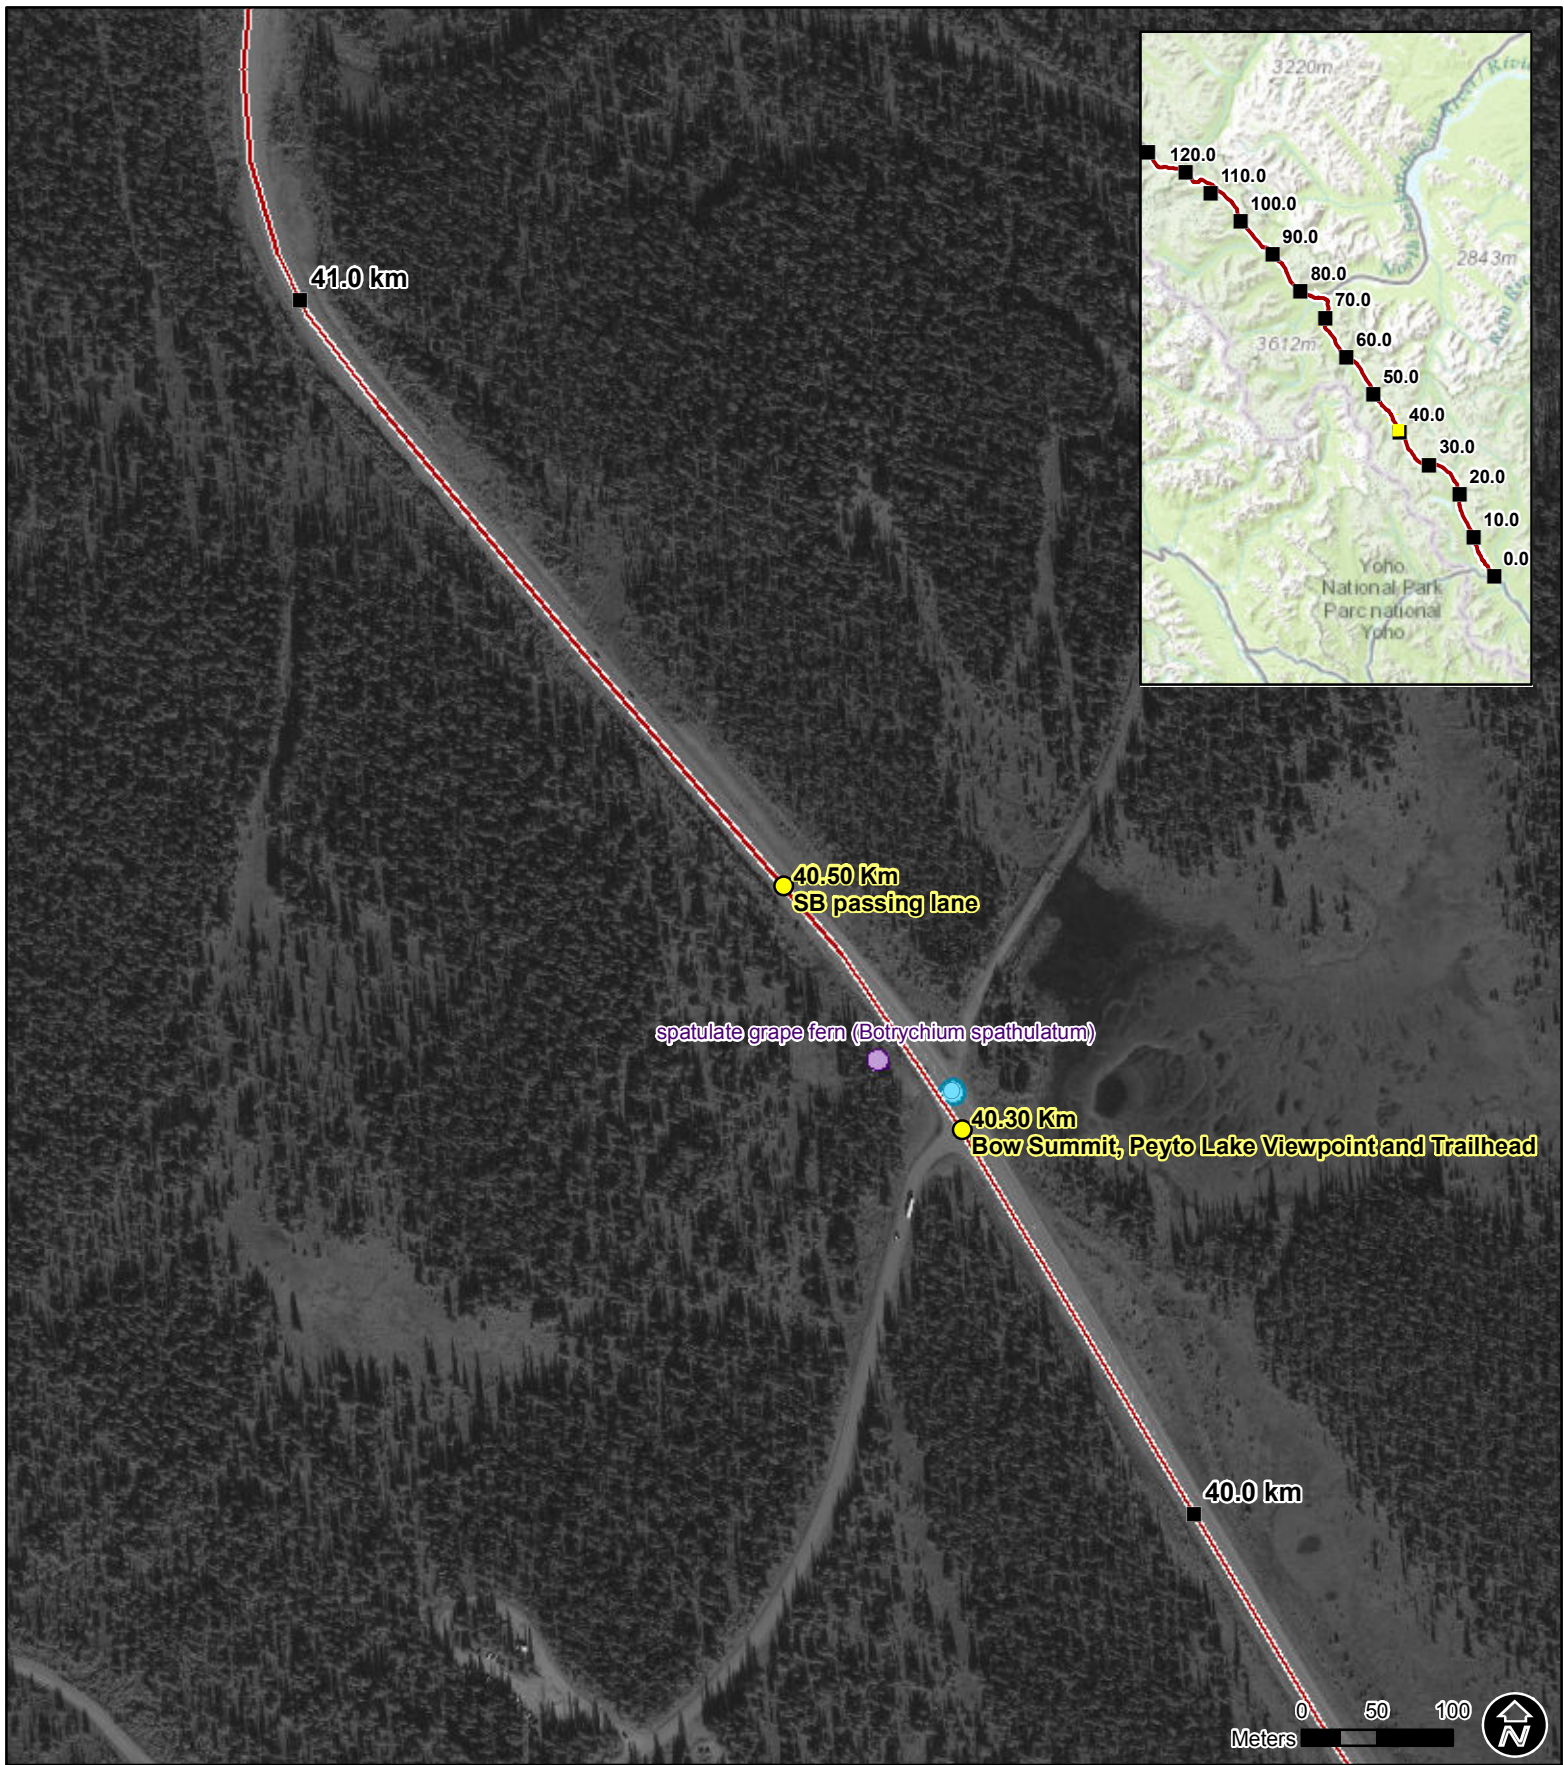 3220m
120.0
110.0
100.0
90.0
2843m
80.0
70.0
3612m
60.0
50.0
40.0
30.0
20.0
10.0
0.0
Yoho
National Park
Parc national
Yoho
41.0 km
40.50 Km
SB passing lane
spatulate grape fern (Botrychium spathulatum)
40.30 Km
Bow Summit, Peyto Lake Viewpoint and Trailhead
40.0 km
0 50 100
Meters
N